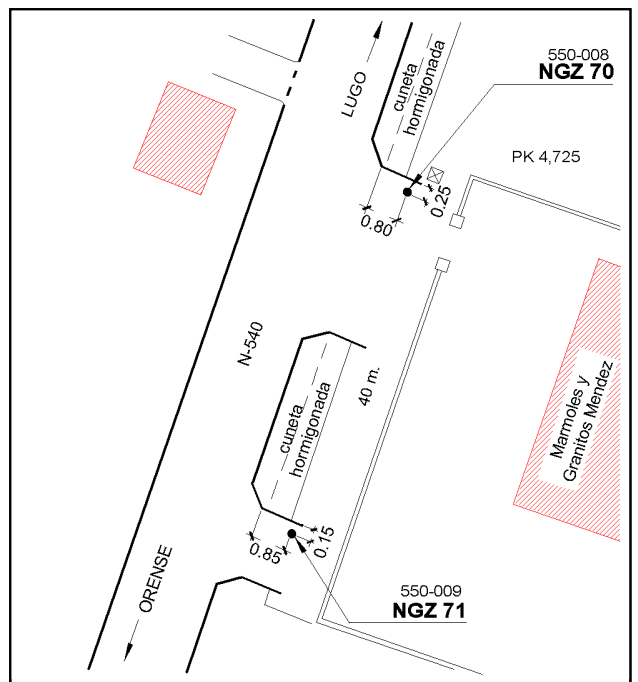 550-008
NGZ 70
LUGO
cuneta
hormigonada
PK 4,725
0.25
0.80
N-540
40 m.
Marmoles y
Granitos Mendez
cuneta
hormigonada
0.15
0.85
ORENSE
550-009
NGZ 71